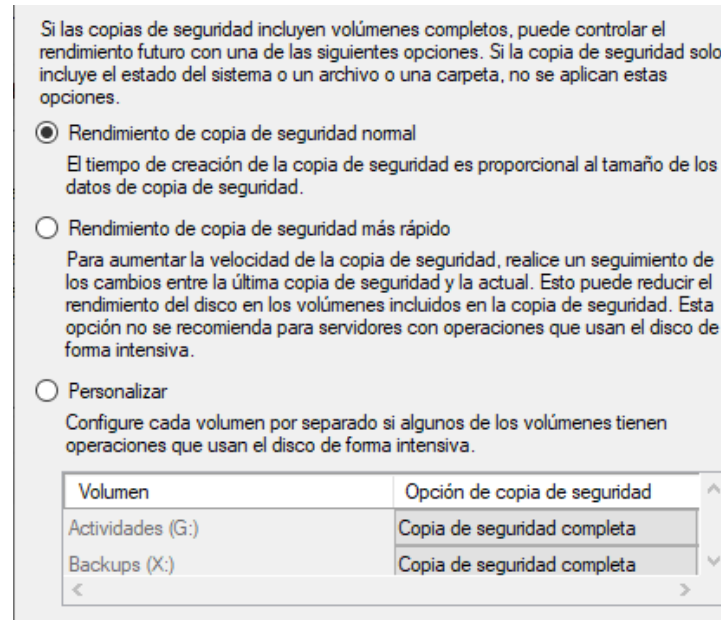 Si las copias de seguridad incluyen volúmenes completos, puede controlar el
rendimiento futuro con una de las siguientes opciones. Si la copia de seguridad solo
incluye el estado del sistema o un archivo o una carpeta, no se aplican estas
opciones.
Rendimiento de copia de seguridad normal
El tiempo de creación de la copia de seguridad es proporcional al tamaño de los
datos de copia de seguridad.
Rendimiento de copia de seguridad más rápido
Para aumentar la velocidad de la copia de seguridad, realice un seguimiento de
los cambios entre la última copia de seguridad y la actual. Esto puede reducir el
rendimiento del disco en los volúmenes incluidos en la copia de seguridad. Esta
opción no se recomienda para servidores con operaciones que usan el disco de
forma intensiva.
Personalizar
Configure cada volumen por separado si algunos de los volúmenes tienen
operaciones que usan el disco de forma intensiva.
Volumen Opción de copia de seguridad
Actividades (G:) Copia de seguridad completa
Backups (X:) Copia de seguridad completa